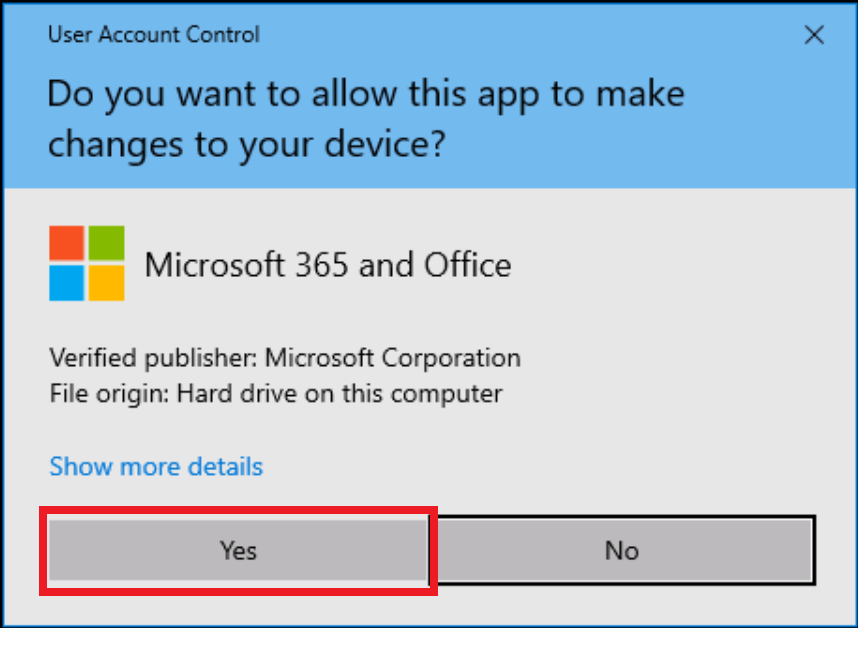 User Account Control
Do you want to allow this app to make
changes to your device?
Microsoft 365 and Office
Verified publisher: Microsoft Corporation
File origin: Hard drive on this computer
Show more details
Yes
No